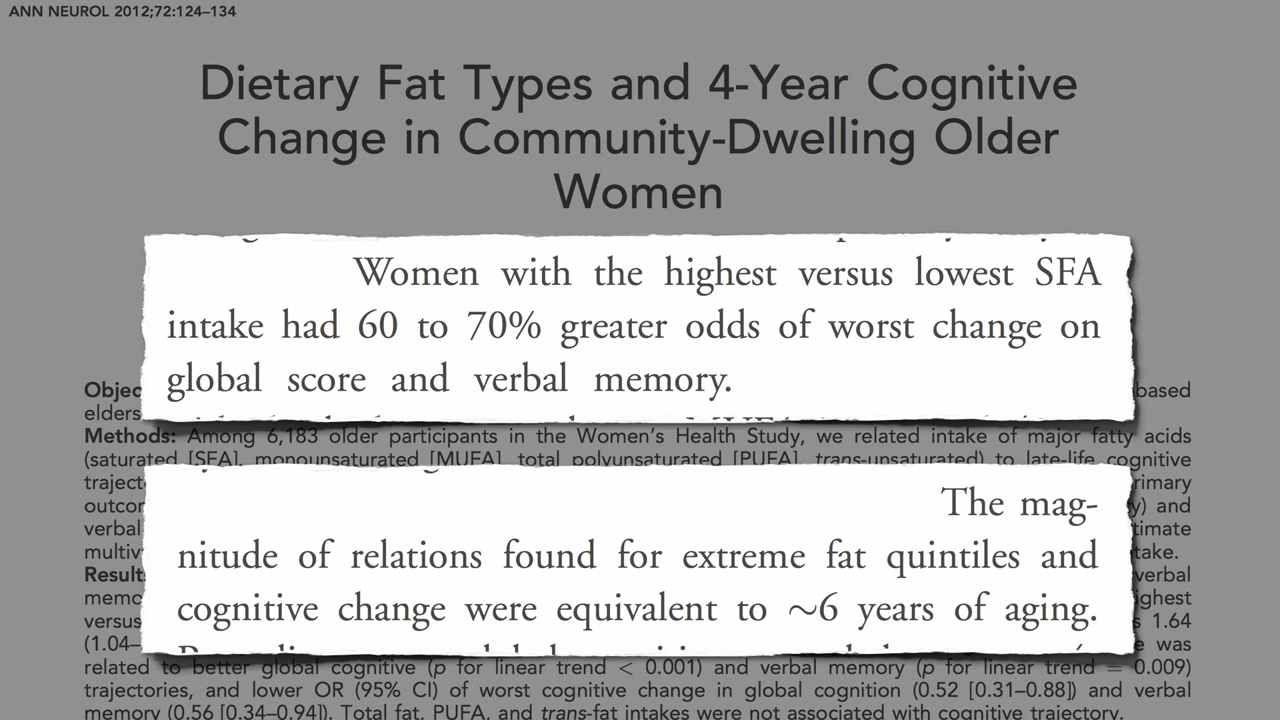 ANN NEUROL 2012;72:124–134
Dietary Fat Types and 4-Year Cognitive
Change in Community-Dwelling Older
Women
Women with the highest versus lowest SFA
intake had 60 to 70% greater odds of worst change on
global score and verbal memory.
based
elders
Methods: Among 6,183 older participants in the Women's Health Study, we related intake of major fatty acids
(saturated [SFA], monounsaturated [MUFA], total polyunsaturated [PUFA], trans-unsaturated) to late-life cognitive
The mag-
nitude of relations found for extreme fat quintiles and
cognitive change were equivalent to ~6 years of aging.
verbal
versus
1.64
(1.04–
was
related to better global cognitive (p for linear trend < 0.001) and verbal memory (p for linear trend = 0.009)
trajectories, and lower OR (95% CI) of worst cognitive change in global cognition (0.52 [0.31–0.88]) and verbal
memory (0.56 [0.34–0.94]). Total fat, PUFA, and trans-fat intakes were not associated with cognitive trajectory.